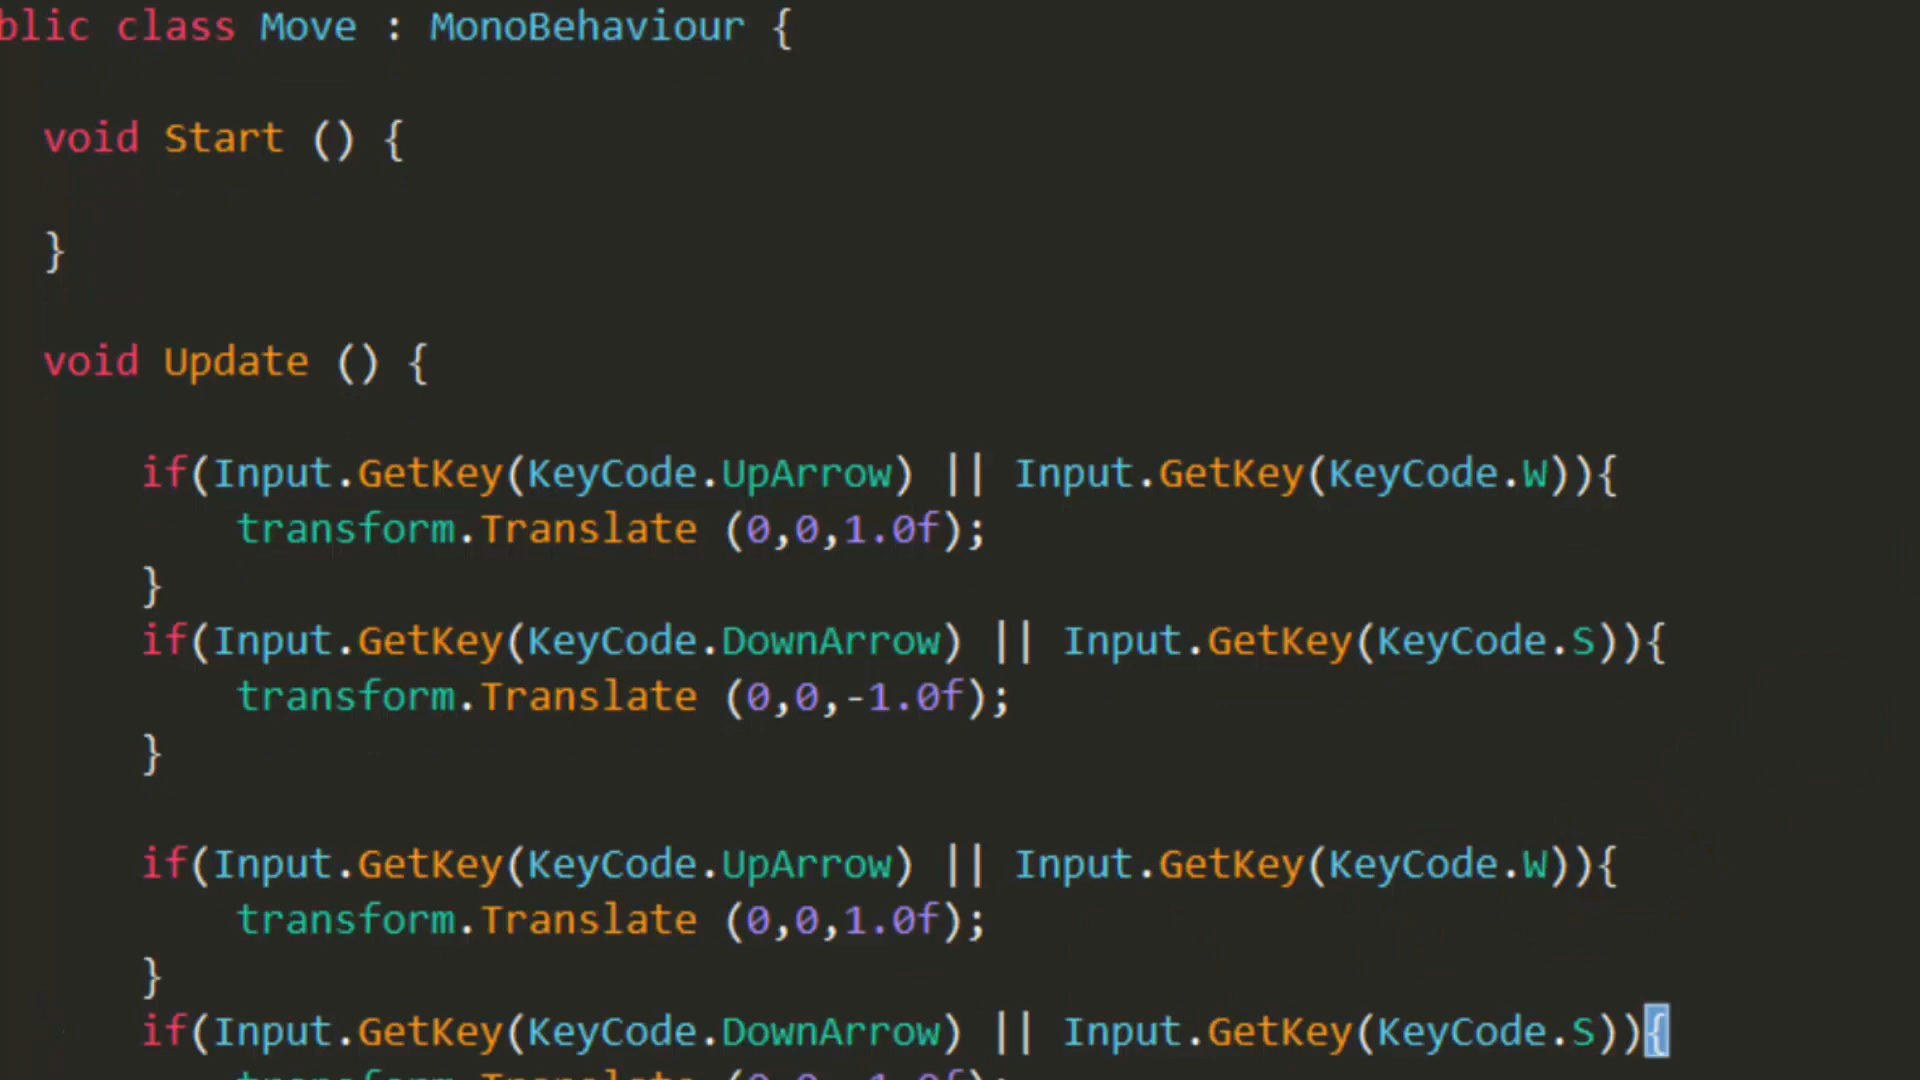 blic class Move : MonoBehaviour {
void Start () {
}
void Update () {
if(Input.GetKey(KeyCode.UpArrow) || Input.GetKey(KeyCode.W)){
transform.Translate (0,0,1.0f);
}
if(Input.GetKey(KeyCode.DownArrow) || Input.GetKey(KeyCode.S)){
transform.Translate (0,0,-1.0f);
}
if(Input.GetKey(KeyCode.UpArrow) || Input.GetKey(KeyCode.W)){
transform.Translate (0,0,1.0f);
}
if(Input.GetKey(KeyCode.DownArrow) || Input.GetKey(KeyCode.S)){